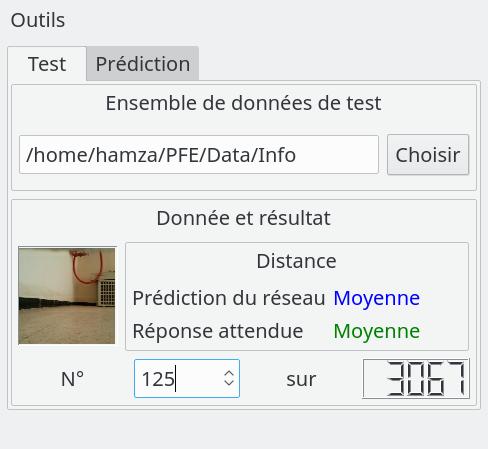 Outils
Test Prédiction
Ensemble de données de test
/home/hamza/PFE/Data/Info Choisir
Donnée et résultat
Distance
Prédiction du réseau Moyenne
Réponse attendue Moyenne
N° 125 sur 3067